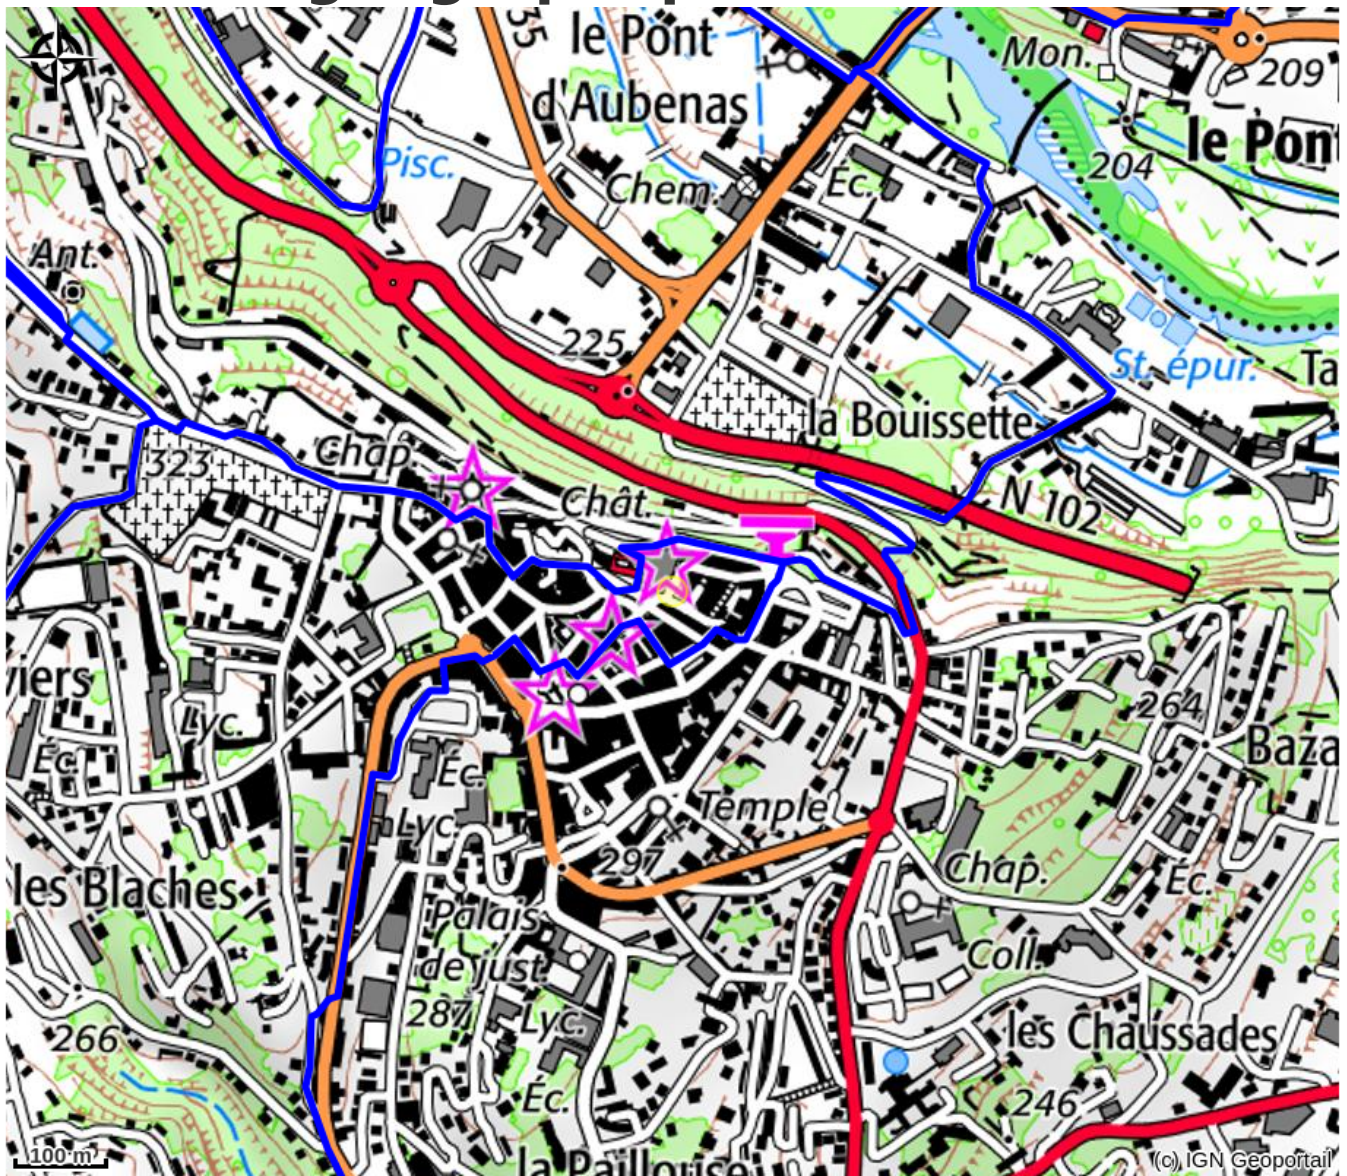 55
le Pont
d'Aubenas
Mon.
209
le Pon
Pisc.
Chem.
Éc.
204
Ant.
225
St. épur.
Ta
la Bouissette
Chap.
323
Chât.
N 102
viers
Lyc.
264
Éc.
Baza
Éc.
Lyc.
Temple
297
Chap.
Éc.
les Blaches
Palais
de just.
Coll.
287
Lyc.
266
les Chaussades
Éc.
246
100 m
la Paillouse
(c) IGN Geoportail